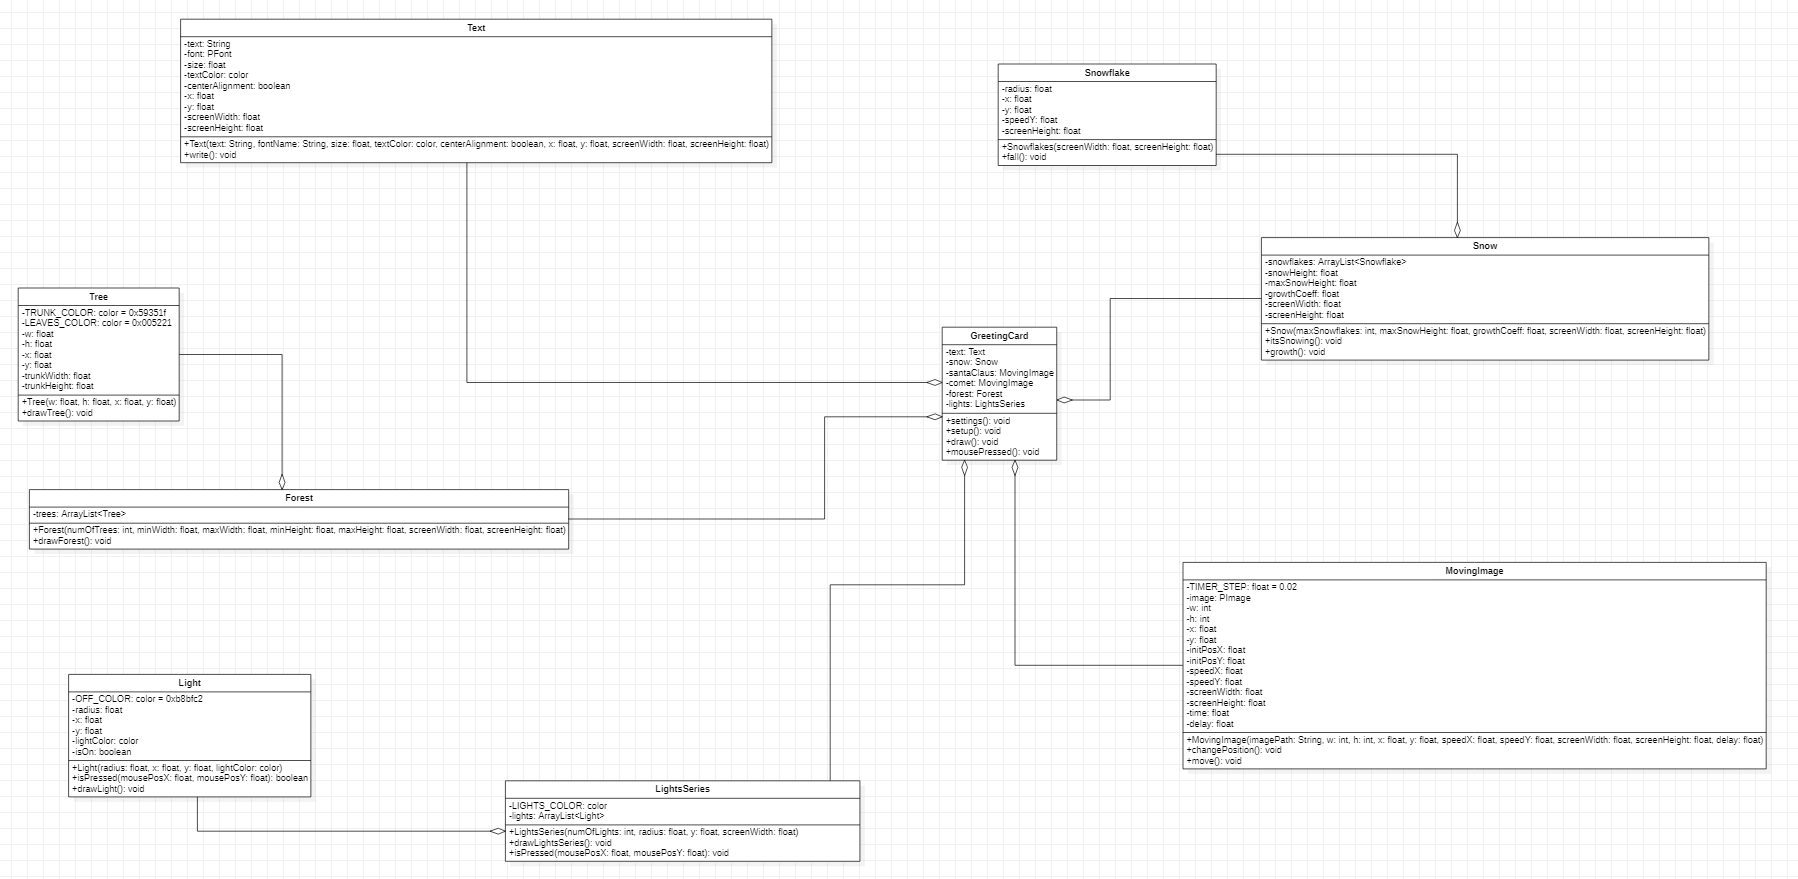 Text
-text: String
-font: PFont
-size: float
-textColor: color
-centerAlignment: boolean
-x: float
-y: float
-screenWidth: float
-screenHeight: float
+Text(text: String, fontName: String, size: float, textColor: color, centerAlignment: boolean, x: float, y: float, screenWidth: float, screenHeight: float)
+write(): void
Snowflake
-radius: float
-x: float
-y: float
-speedY: float
-screenHeight: float
+Snowflakes(screenWidth: float, screenHeight: float)
+fall(): void
Snow
-snowflakes: ArrayList<Snowflake>
-snowHeight: float
-maxSnowHeight: float
-growthCoeff: float
-screenWidth: float
-screenHeight: float
+Snow(maxSnowflakes: int, maxSnowHeight: float, growthCoeff: float, screenWidth: float, screenHeight: float)
+itsSnowing(): void
+growth(): void
Tree
-TRUNK_COLOR: color = 0x59351f
-LEAVES_COLOR: color = 0x005221
-w: float
-h: float
-x: float
-y: float
-trunkWidth: float
-trunkHeight: float
+Tree(w: float, h: float, x: float, y: float)
+drawTree(): void
GreetingCard
-text: Text
-snow: Snow
-santaClaus: MovingImage
-comet: MovingImage
-forest: Forest
-lights: LightsSeries
+settings(): void
+setup(): void
+draw(): void
+mousePressed(): void
Forest
-trees: ArrayList<Tree>
+Forest(numOfTrees: int, minWidth: float, maxWidth: float, minHeight: float, maxHeight: float, screenWidth: float, screenHeight: float)
+drawForest(): void
MovingImage
-TIMER_STEP: float = 0.02
-image: PImage
-w: int
-h: int
-x: float
-y: float
-initPosX: float
-initPosY: float
-speedX: float
-speedY: float
-screenWidth: float
-screenHeight: float
-time: float
-delay: float
+MovingImage(imagePath: String, w: int, h: int, x: float, y: float, speedX: float, speedY: float, screenWidth: float, screenHeight: float, delay: float)
+changePosition(): void
+move(): void
Light
-OFF_COLOR: color = 0xb8bfc2
-radius: float
-x: float
-y: float
-lightColor: color
-isOn: boolean
+Light(radius: float, x: float, y: float, lightColor: color)
+isPressed(mousePosX: float, mousePosY: float): boolean
+drawLight(): void
LightsSeries
-LIGHTS_COLOR: color
-lights: ArrayList<Light>
+LightsSeries(numOfLights: int, radius: float, y: float, screenWidth: float)
+drawLightsSeries(): void
+isPressed(mousePosX: float, mousePosY: float): void